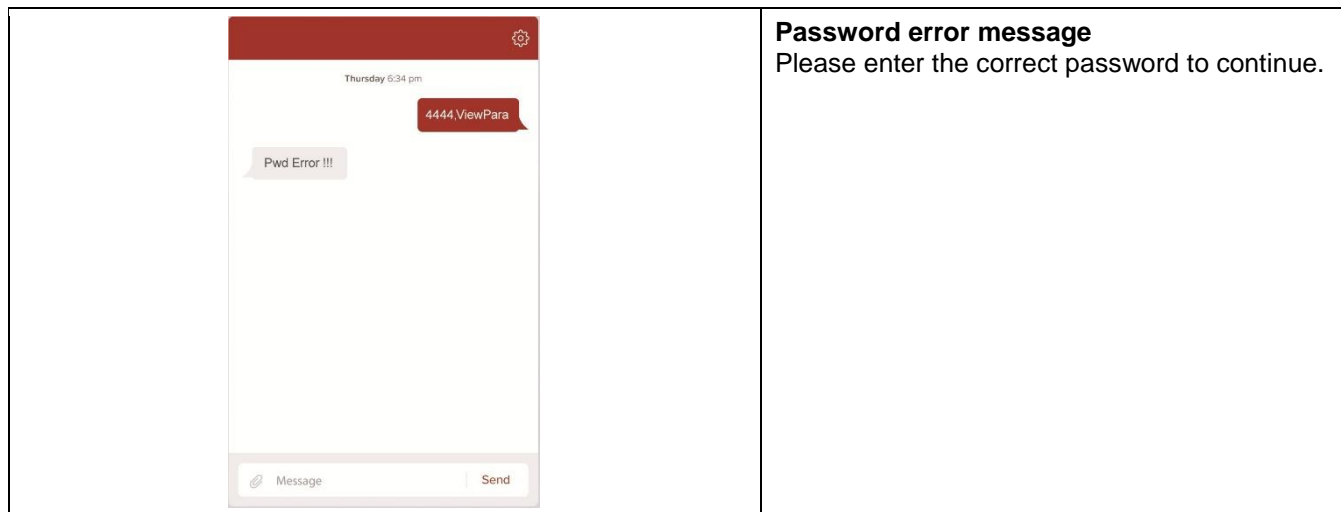 Thursday 6:34 pm
4444,ViewPara
Pwd Error !!!
Message
Send
Password error message
Please enter the correct password to continue.